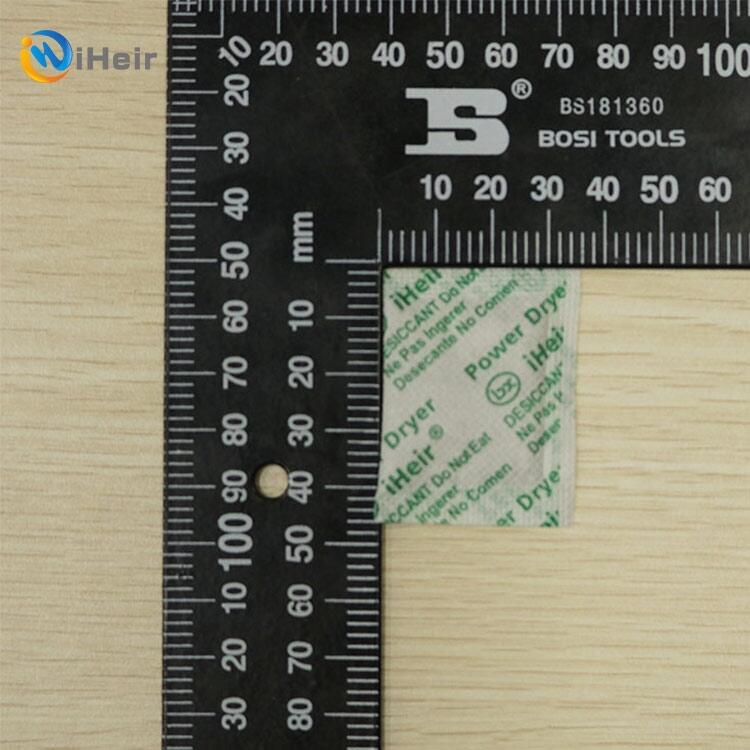 iHeir
10 20 30 40 50 60 70 80 90 100
BS181360
BOSI TOOLS
®
10 20 30 40 50 60
20
30
40
50
60
70
80
90
100
10
20
30
mm
10
20
30
40
50
60
70
80
iHeir
DESICCANT Do Not Eat
Ne Pas Ingerer
Desecante No Comen
Power Dryer
iHeir
DESICCANT
Ne Pas
Dryer
iHeir®
DESICCANT Do Not Eat
Ingerer
No Comen